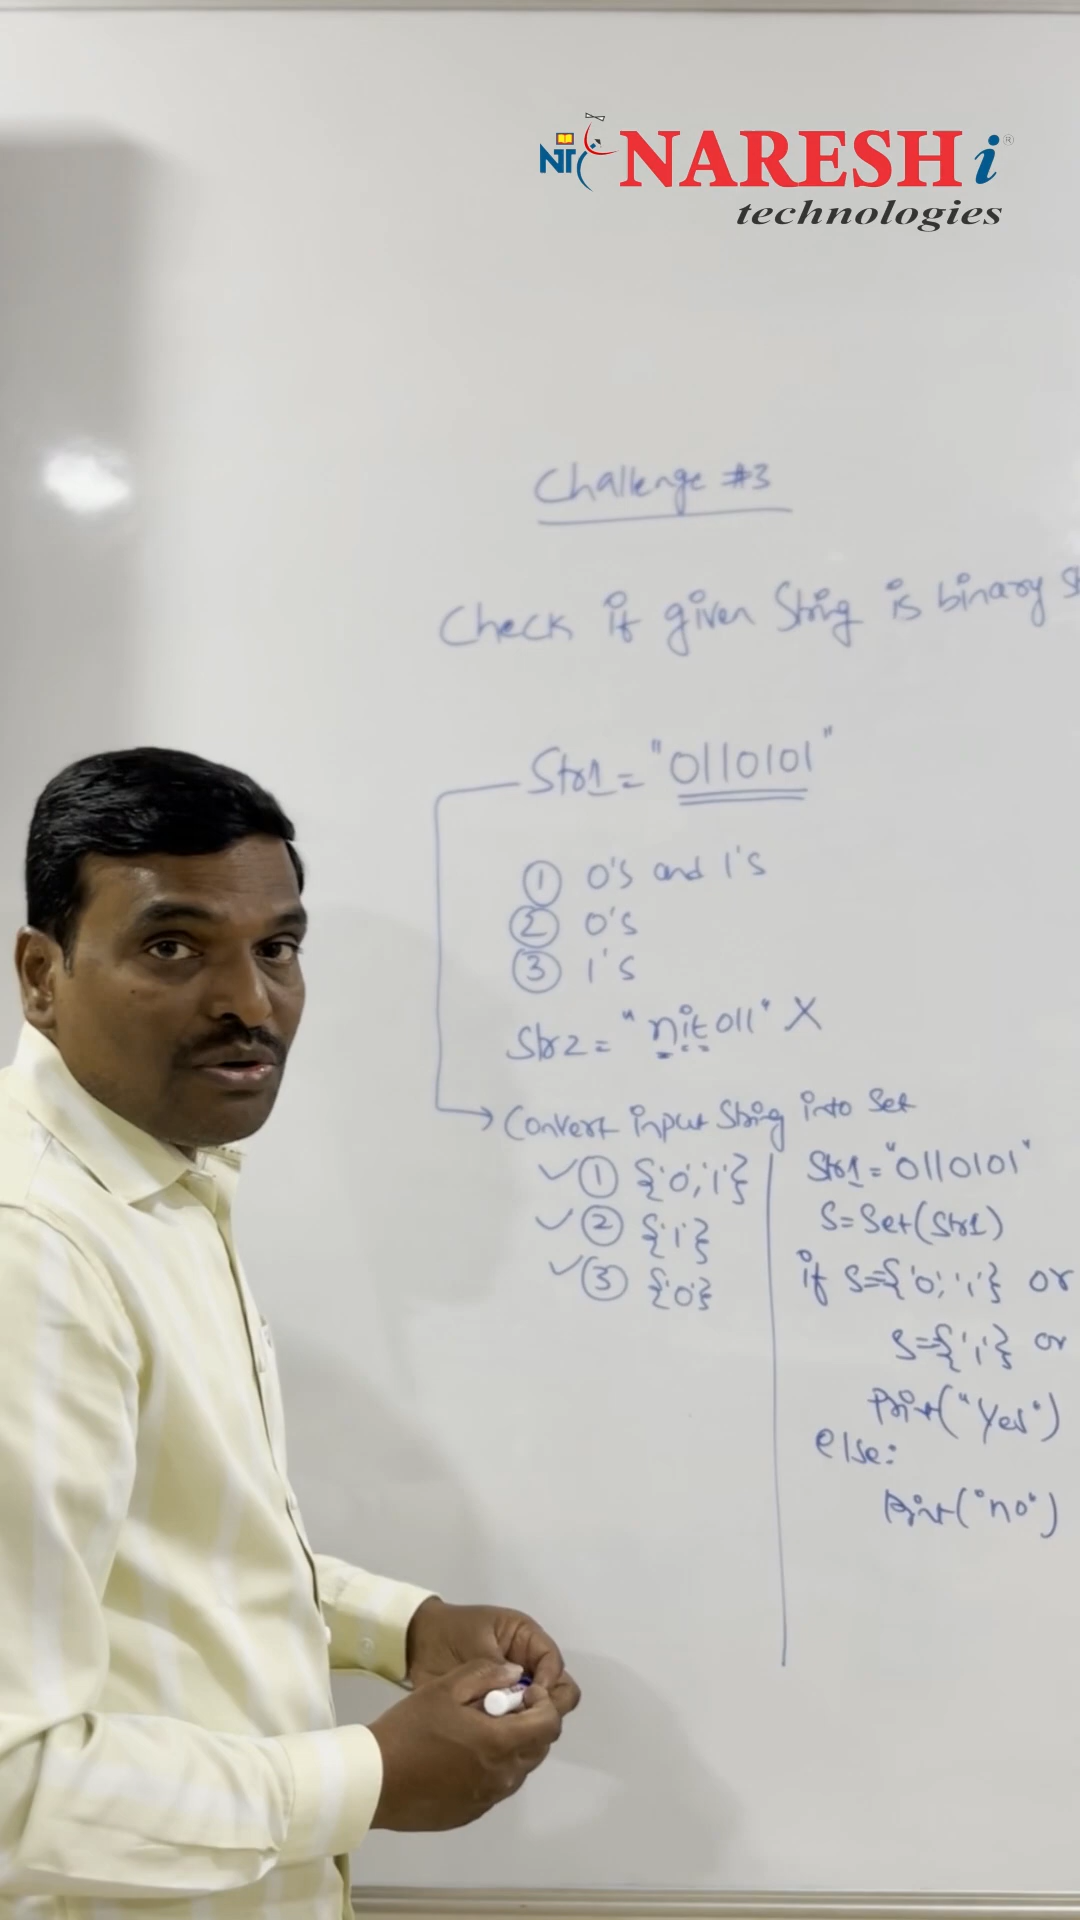 NIT NARESH i ®
technologies
Challenge #3
Check if given String is binary St
Str1 = "0110101"
① 0's and 1's
② 0's
③ 1's
Str2 = "nit011" X
Convert input String into Set
① {'0','1'}
② {'1'}
③ {'0'}
Str1 = "0110101"
S=Set(Str1)
if S=={'0','1'} or
S=={'1'} or
Print("Yes")
else:
Print("no")